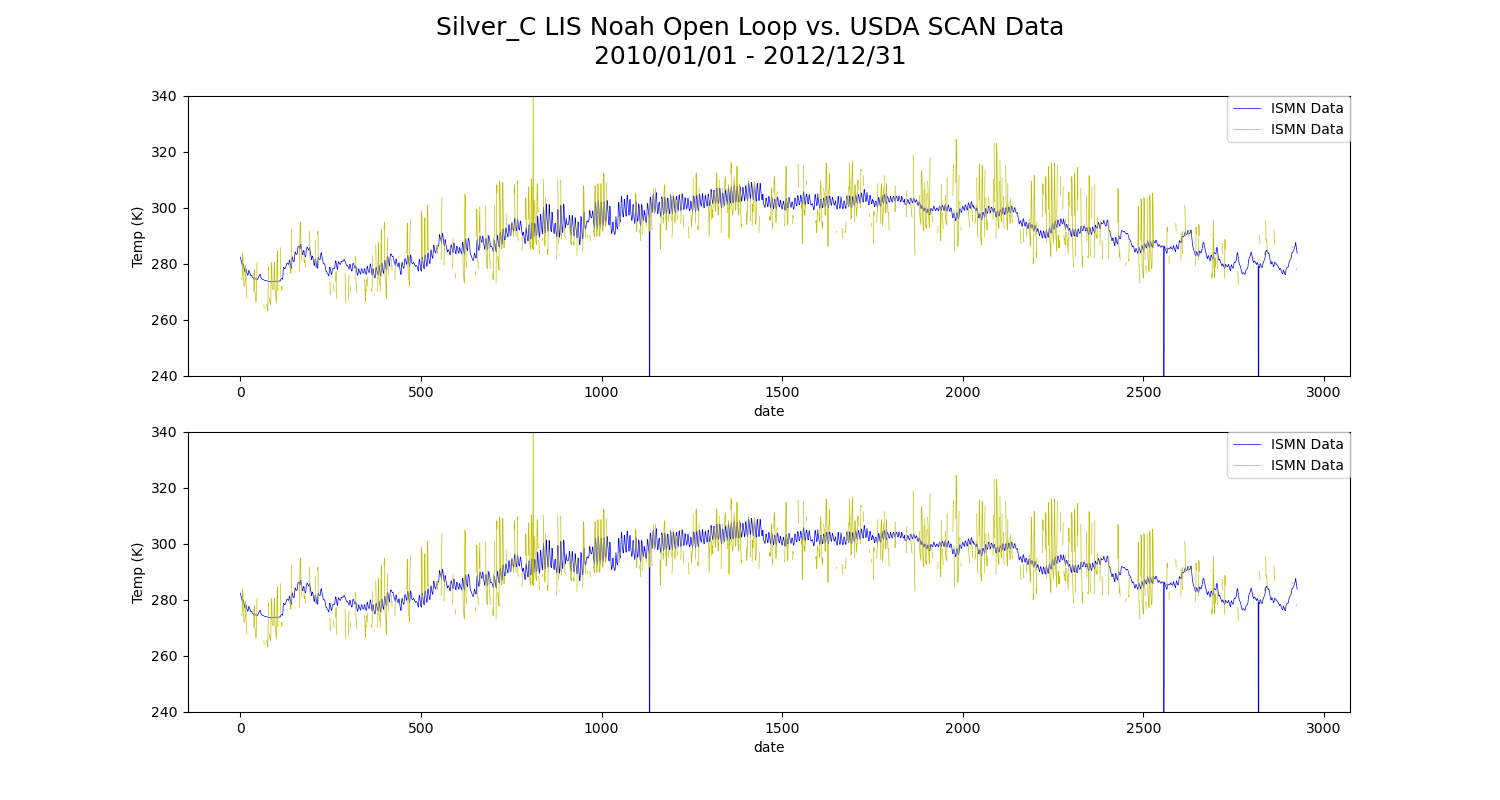 Silver_C LIS Noah Open Loop vs. USDA SCAN Data
2010/01/01 - 2012/12/31
340
320
300
280
260
240
Temp (K)
ISMN Data
ISMN Data
0
500
1000
1500
2000
2500
3000
date
340
320
300
280
260
240
Temp (K)
ISMN Data
ISMN Data
0
500
1000
1500
2000
2500
3000
date